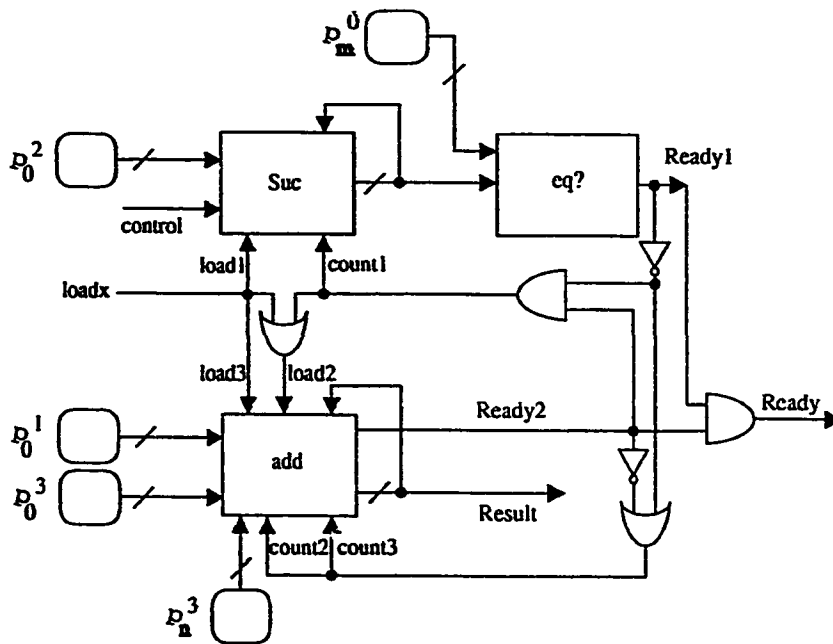 p_m^0
p_0^2
Suc
eq?
Ready1
control
load1
count1
loadx
load3
load2
p_0^1
Ready2
Ready
add
p_0^3
Result
count2
count3
p_n^3